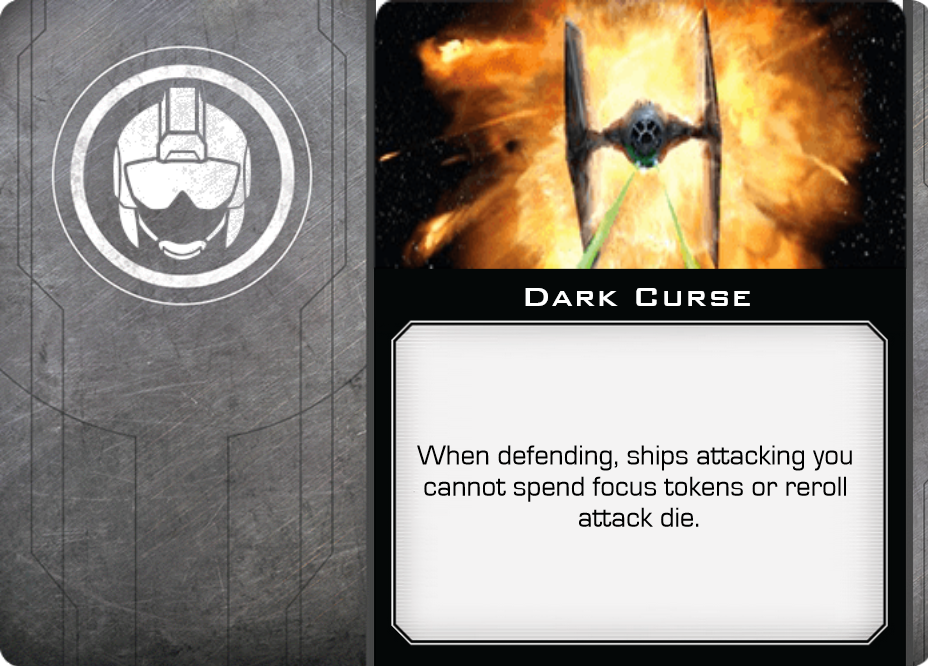 Dark Curse
When defending, ships attacking you
cannot spend focus tokens or reroll
attack die.